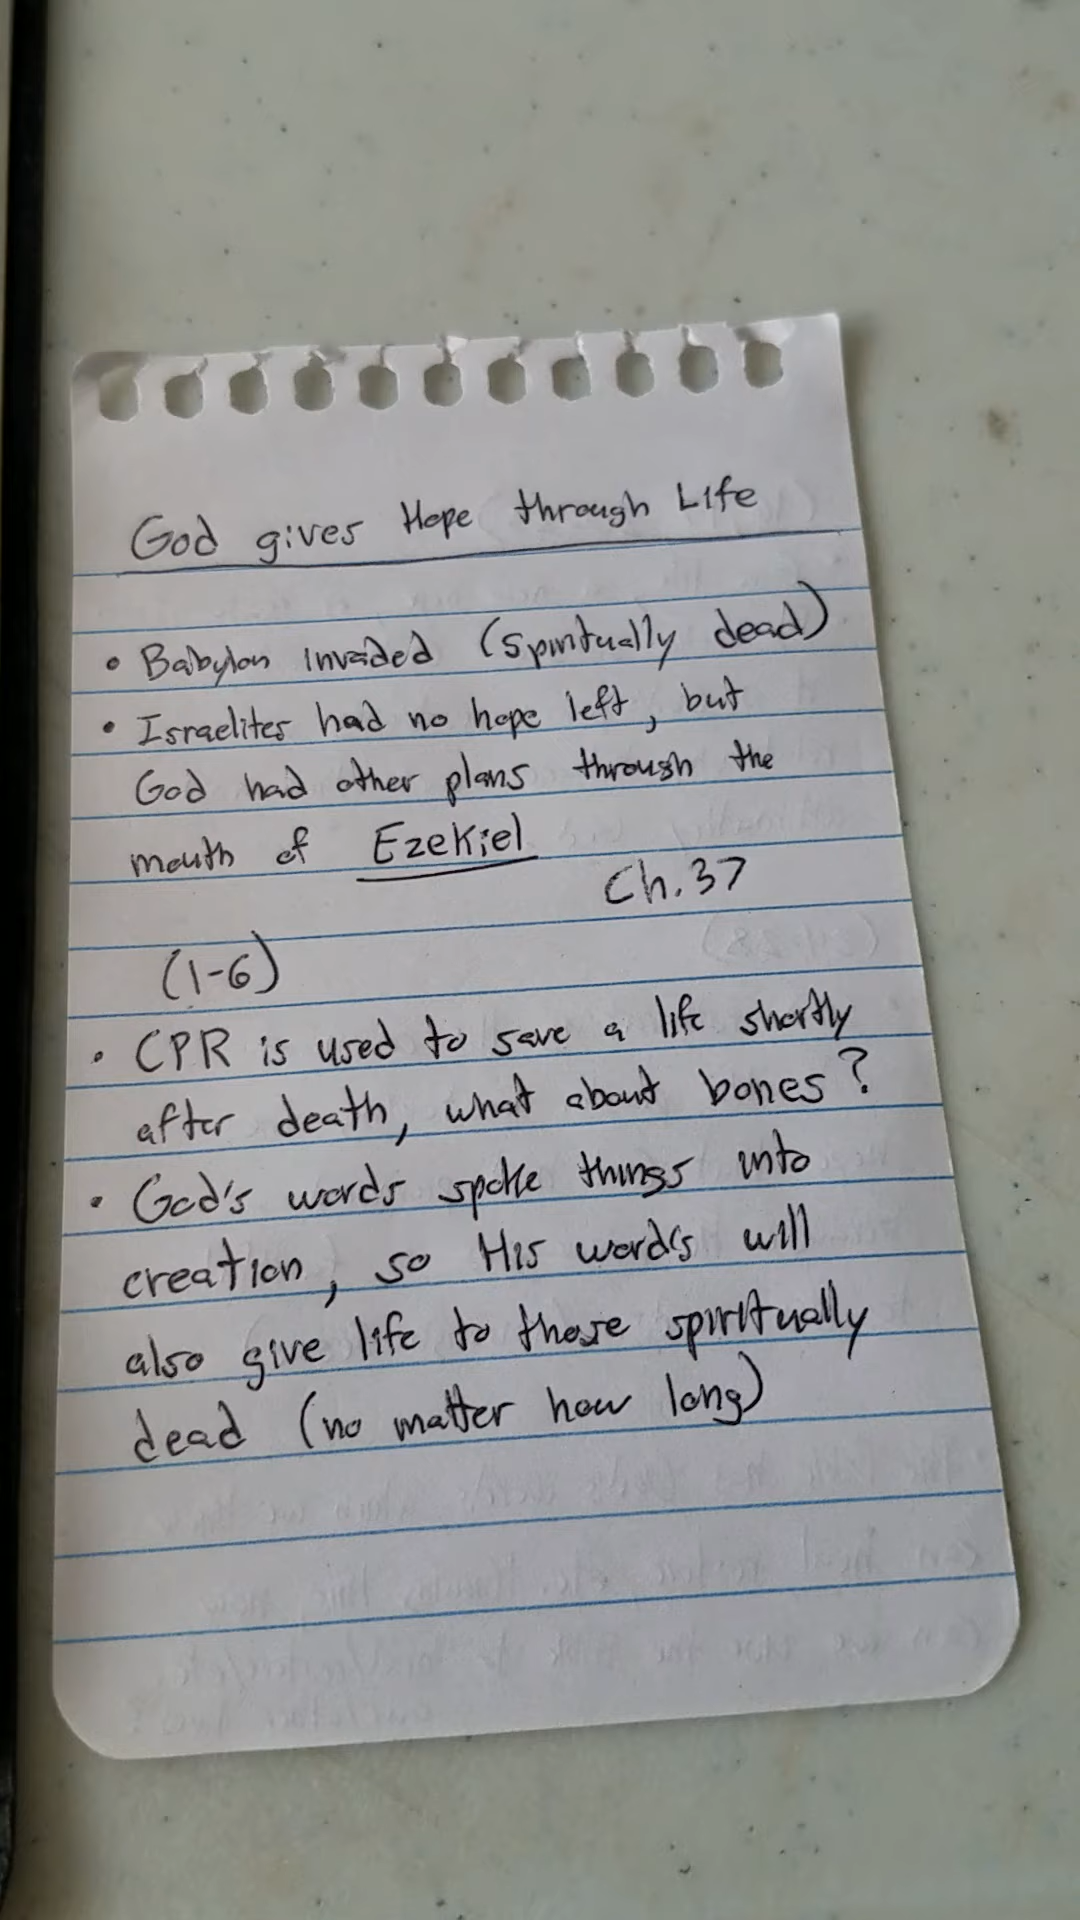 God gives Hope through Life
• Babylon invaded (spiritually dead)
• Israelites had no hope left, but
God had other plans through the
mouth of Ezekiel
Ch. 37
(1-6)
• CPR is used to save a life shortly
after death, what about bones?
• God's words spoke things into
creation, so His words will
also give life to those spiritually
dead (no matter how long)